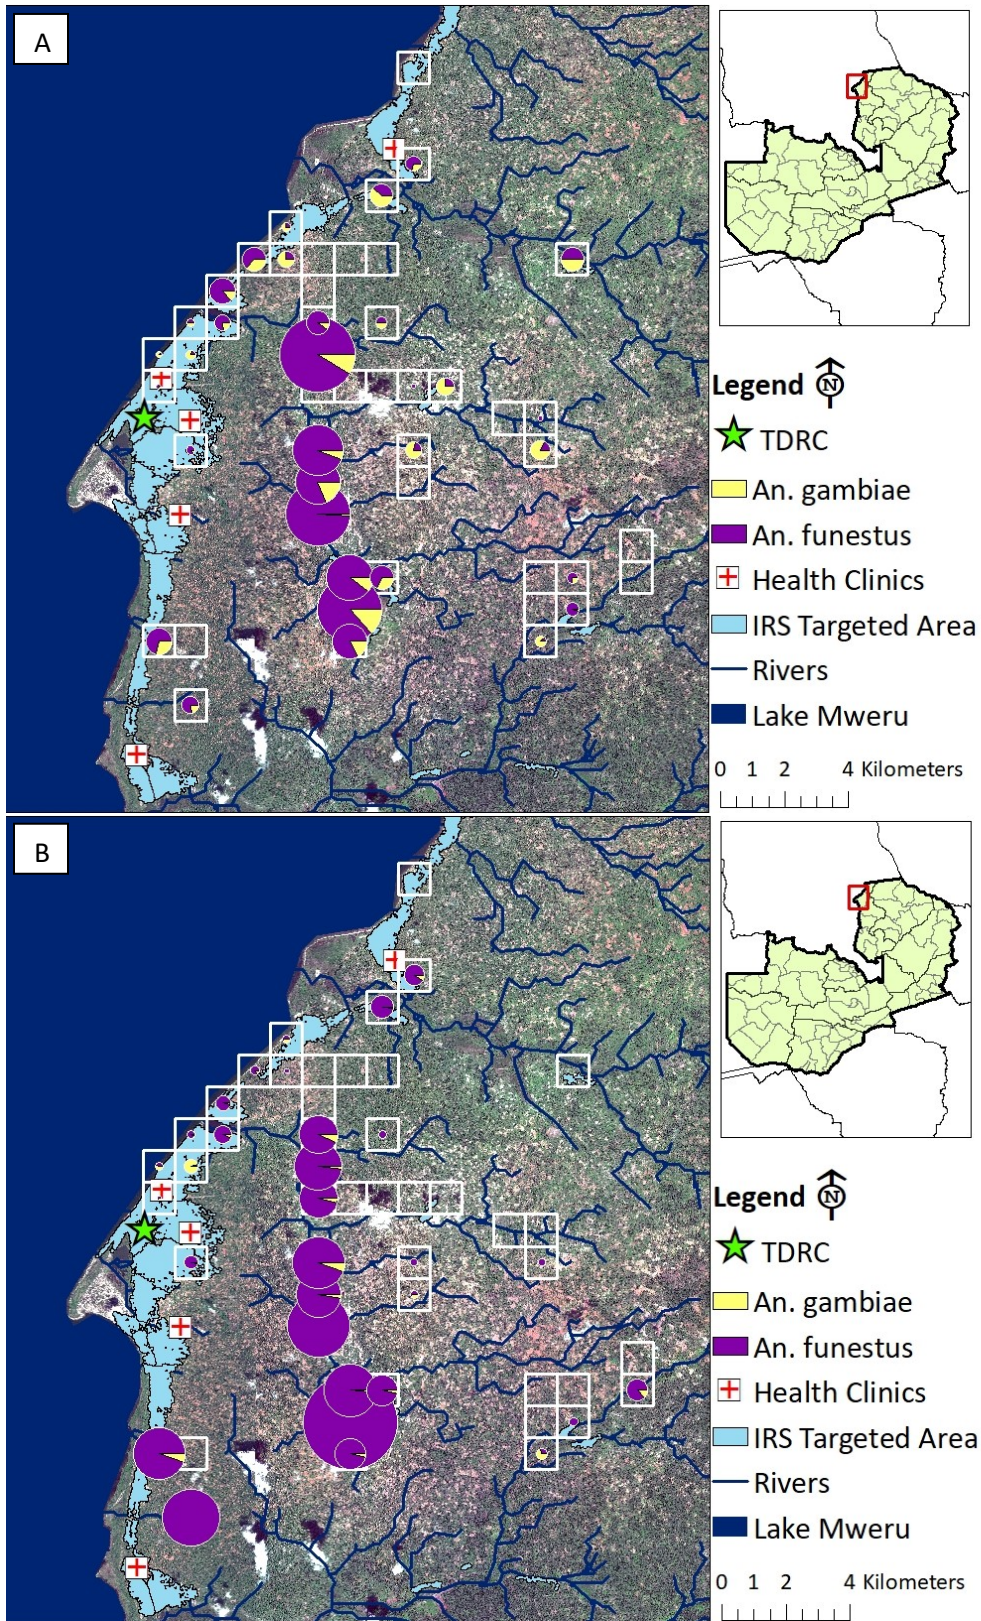 A
Legend N
TDRC
An. gambiae
An. funestus
Health Clinics
IRS Targeted Area
Rivers
Lake Mweru
0 1 2 4 Kilometers
B
Legend N
TDRC
An. gambiae
An. funestus
Health Clinics
IRS Targeted Area
Rivers
Lake Mweru
0 1 2 4 Kilometers